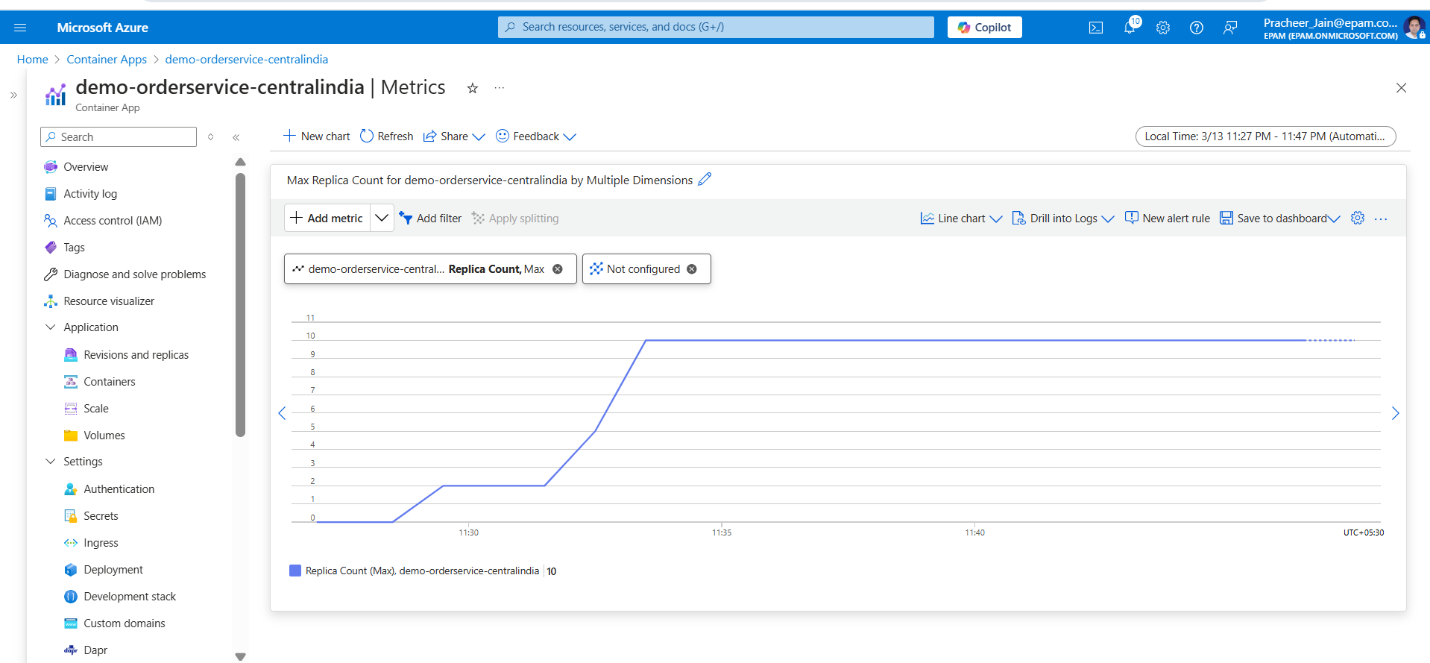 Microsoft Azure
Search resources, services, and docs (G+/)
Copilot
10
Pracheer_Jain@epam.co...
EPAM (EPAM.ONMICROSOFT.COM)
Home > Container Apps > demo-orderservice-centralindia
demo-orderservice-centralindia | Metrics
Container App
Search
Overview
Activity log
Access control (IAM)
Tags
Diagnose and solve problems
Resource visualizer
Application
Revisions and replicas
Containers
Scale
Volumes
Settings
Authentication
Secrets
Ingress
Deployment
Development stack
Custom domains
Dapr
New chart Refresh Share Feedback
Local Time: 3/13 11:27 PM - 11:47 PM (Automati...
Max Replica Count for demo-orderservice-centralindia by Multiple Dimensions
Add metric Add filter Apply splitting
Line chart Drill into Logs New alert rule Save to dashboard
demo-orderservice-central... Replica Count, Max Not configured
11
10
9
8
7
6
5
4
3
2
1
0
11:30 11:35 11:40 UTC+05:30
Replica Count (Max), demo-orderservice-centralindia 10